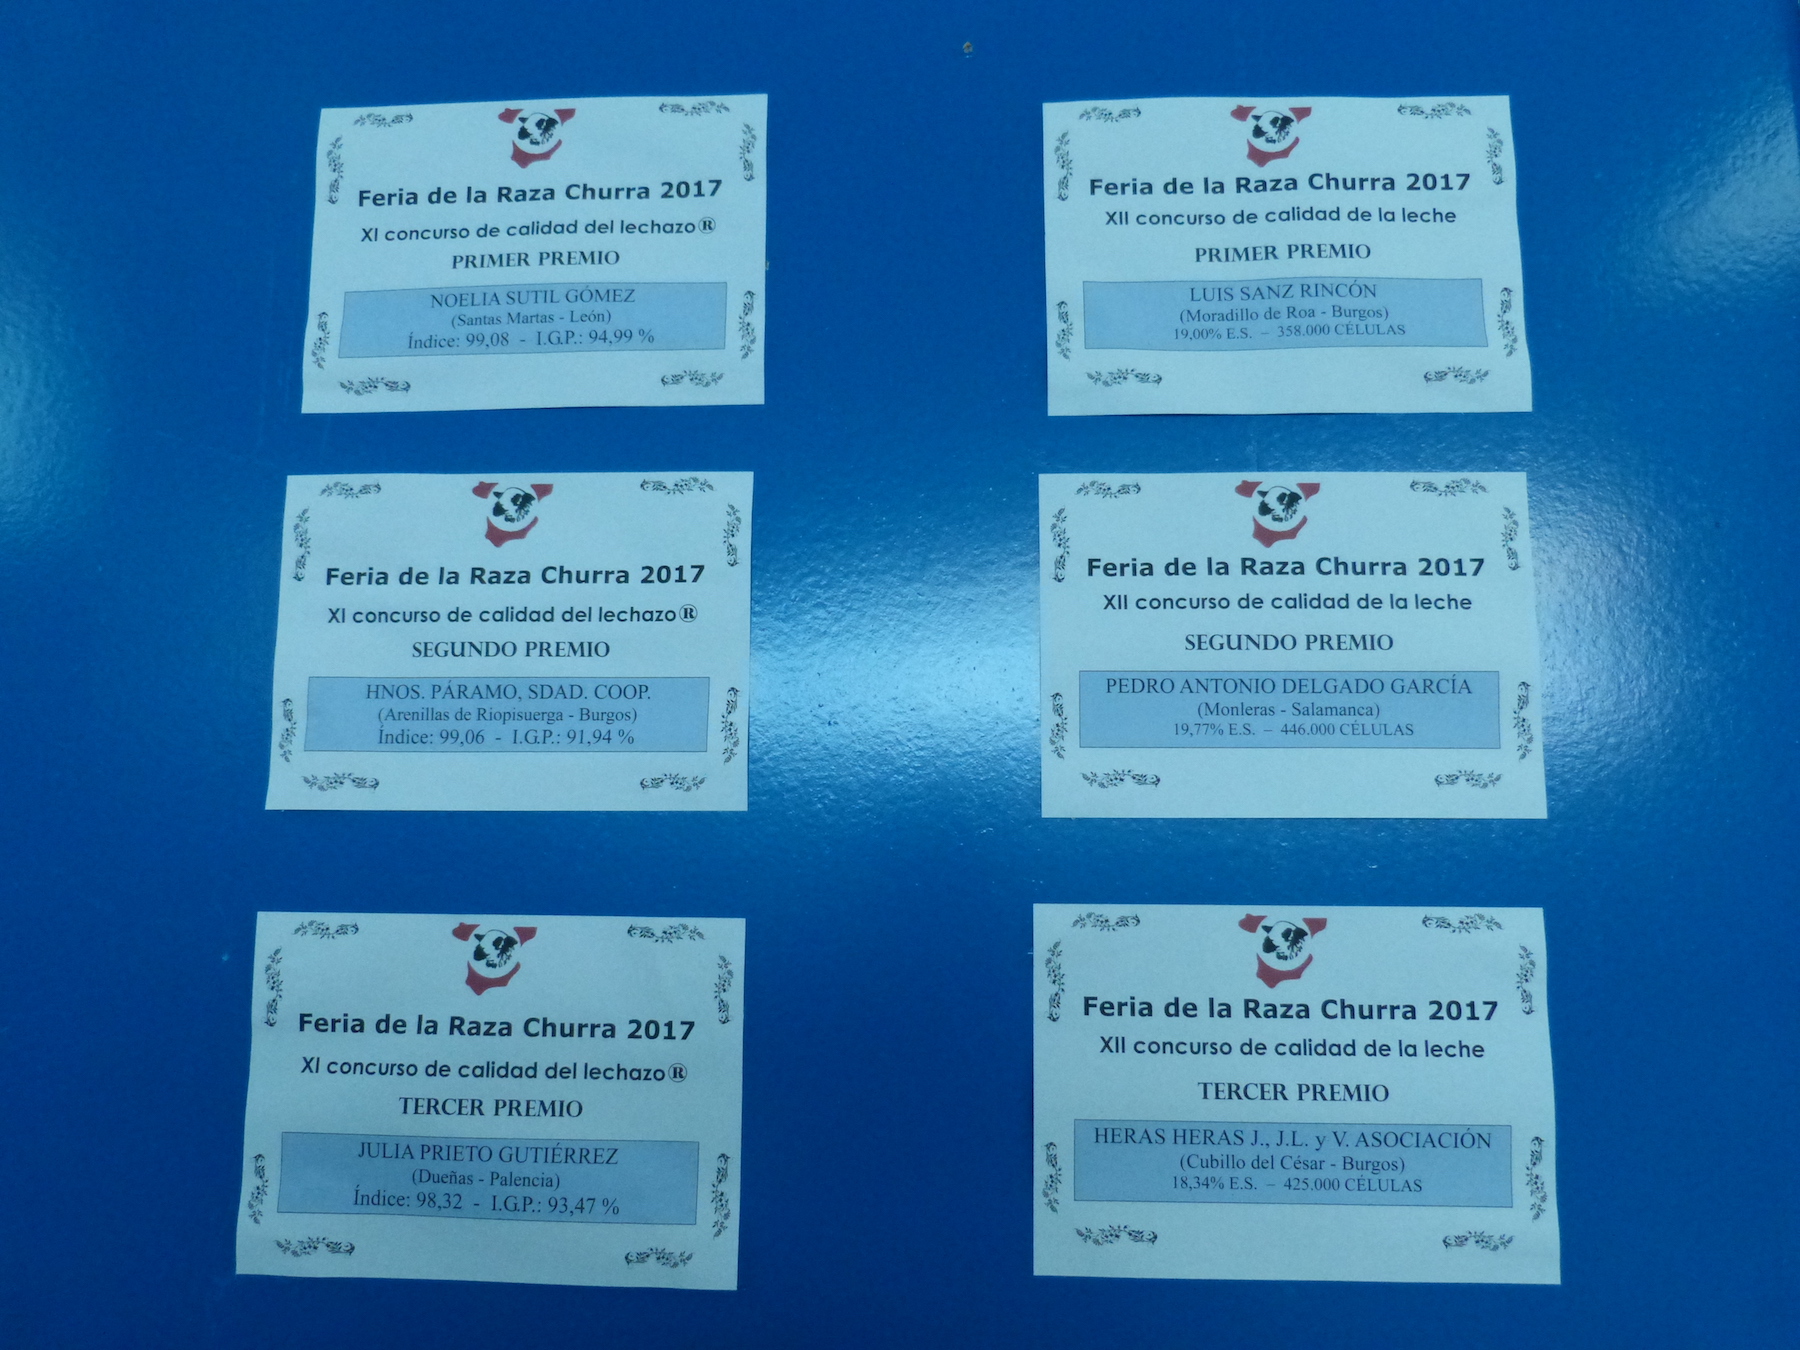 Feria de la Raza Churra 2017
XI concurso de calidad del lechazo®
PRIMER PREMIO
NOELIA SUTIL GÓMEZ
(Santas Martas - León)
Índice: 99,08 - I.G.P.: 94,99 %
Feria de la Raza Churra 2017
XII concurso de calidad de la leche
PRIMER PREMIO
LUIS SANZ RINCÓN
(Moradillo de Roa - Burgos)
19,00% E.S. – 358.000 CÉLULAS
Feria de la Raza Churra 2017
XI concurso de calidad del lechazo®
SEGUNDO PREMIO
HNOS. PÁRAMO, SDAD. COOP.
(Arenillas de Riopisuerga - Burgos)
Índice: 99,06 - I.G.P.: 91,94 %
Feria de la Raza Churra 2017
XII concurso de calidad de la leche
SEGUNDO PREMIO
PEDRO ANTONIO DELGADO GARCÍA
(Monleras - Salamanca)
19,77% E.S. – 446.000 CÉLULAS
Feria de la Raza Churra 2017
XI concurso de calidad del lechazo®
TERCER PREMIO
JULIA PRIETO GUTIÉRREZ
(Dueñas - Palencia)
Índice: 98,32 - I.G.P.: 93,47 %
Feria de la Raza Churra 2017
XII concurso de calidad de la leche
TERCER PREMIO
HERAS HERAS J., J.L. y V. ASOCIACIÓN
(Cubillo del César - Burgos)
18,34% E.S. – 425.000 CÉLULAS